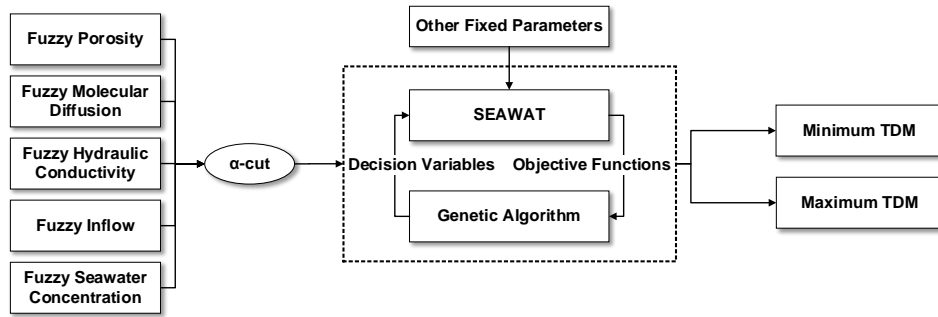 Fuzzy Porosity
Fuzzy Molecular
Diffusion
Fuzzy Hydraulic
Conductivity
Fuzzy Inflow
Fuzzy Seawater
Concentration
α-cut
Other Fixed Parameters
SEAWAT
Decision Variables
Objective Functions
Genetic Algorithm
Minimum TDM
Maximum TDM